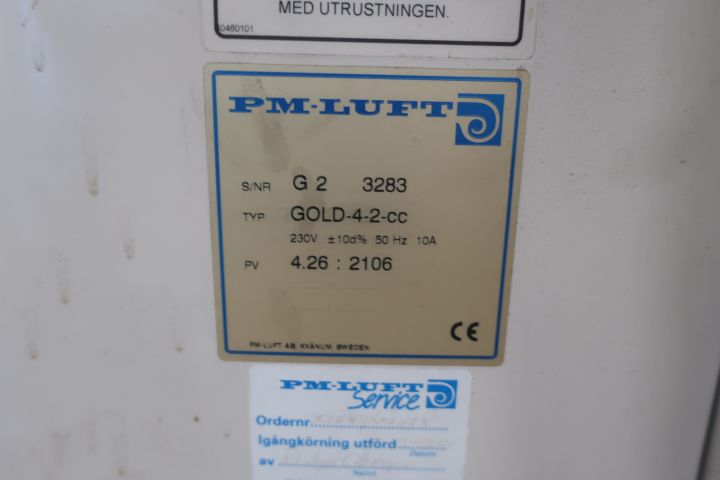 MED UTRUSTNINGEN.
0460101
PM-LUFT
S/NR G 2 3283
TYP GOLD-4-2-cc
230V ±10d% 50 Hz 10A
PV 4.26 : 2106
CE
PM-LUFT AB, KVÄNUM, SWEDEN
PM-LUFT
Service
Ordernr
Igångkörning utförd
Datum
av
Namn